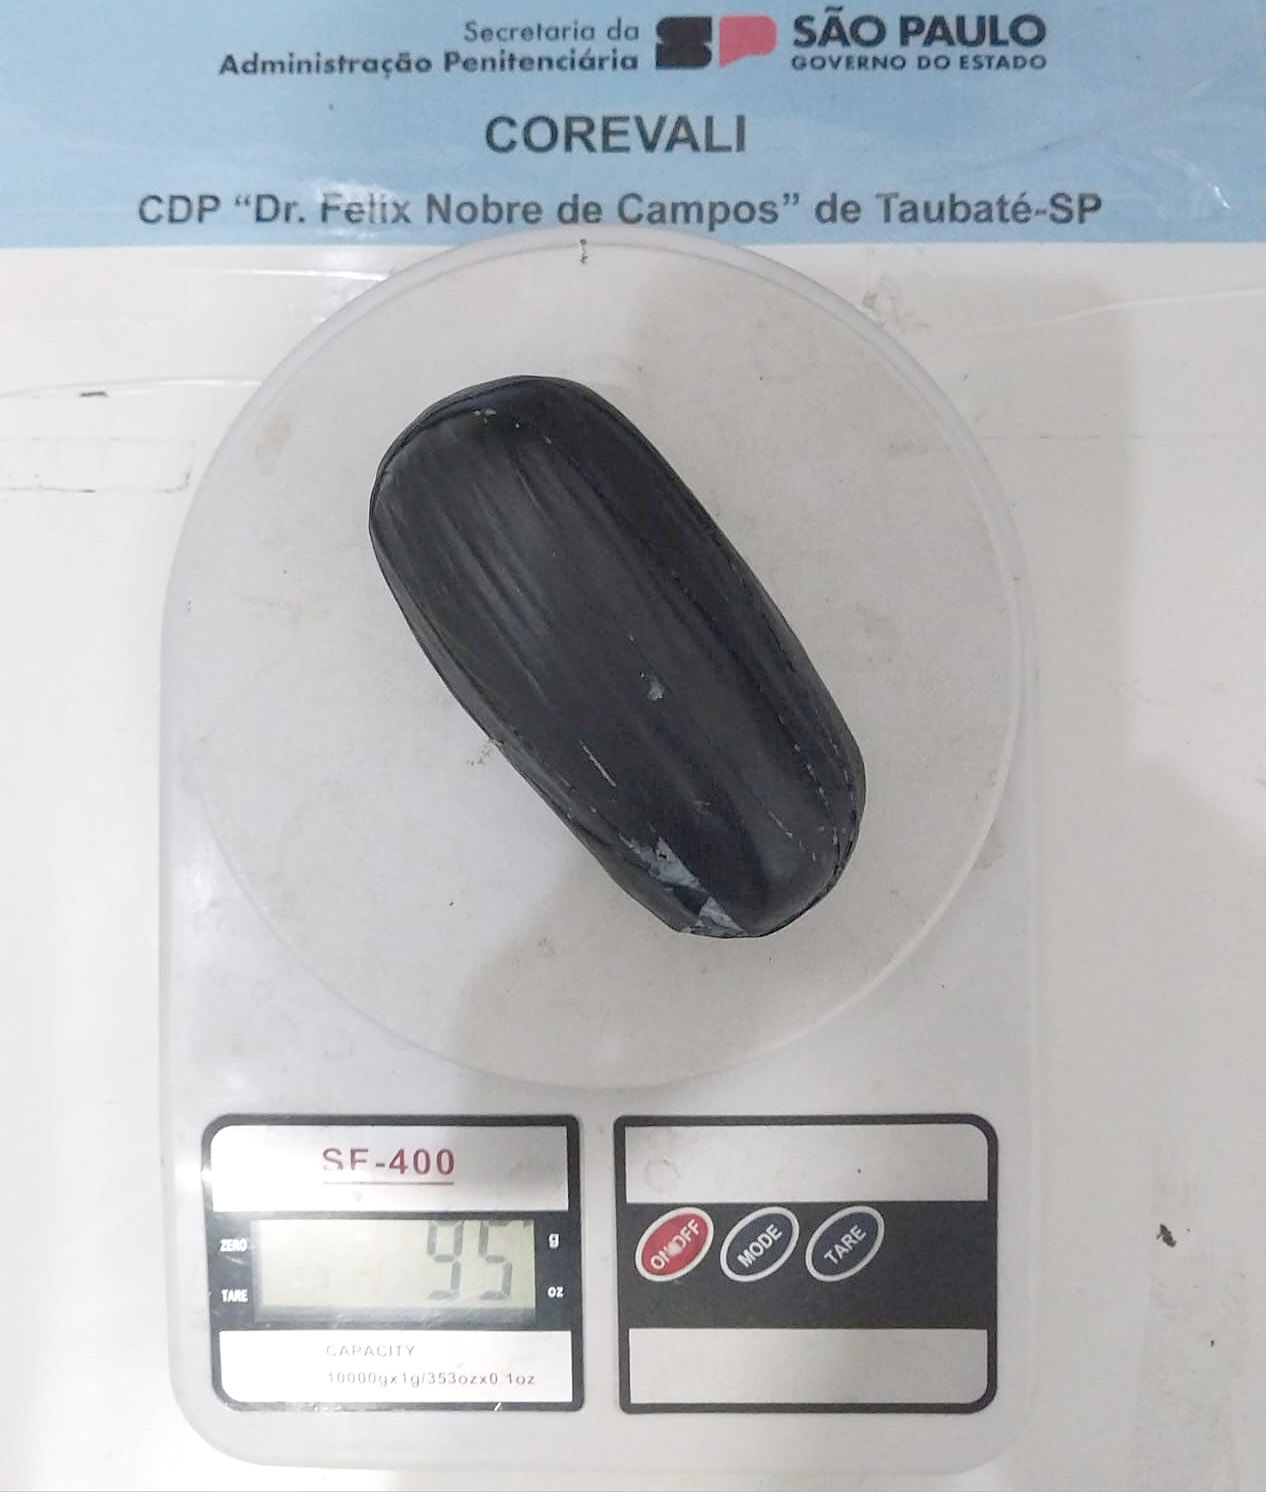 Secretaria da
Administração Penitenciária
SP
SÃO PAULO
GOVERNO DO ESTADO
COREVALI
CDP “Dr. Felix Nobre de Campos” de Taubaté-SP
SF-400
ZERO
TARE
95
g
oz
CAPACITY
10000gx1g/353ozx0.1oz
ON/OFF
MODE
TARE